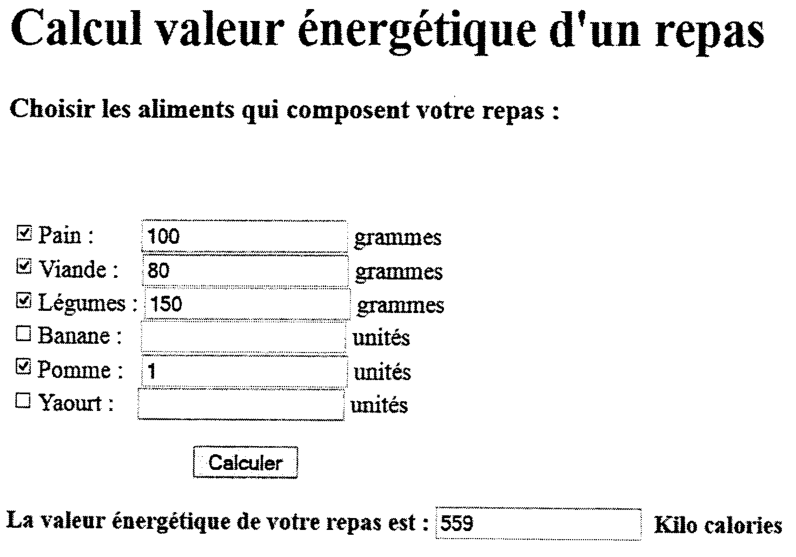 Calcul valeur énergétique d'un repas
Choisir les aliments qui composent votre repas :
Pain : 100 grammes
Viande : 80 grammes
Légumes : 150 grammes
Banane : unités
Pomme : 1 unités
Yaourt : unités
Calculer
La valeur énergétique de votre repas est : 559 Kilo calories